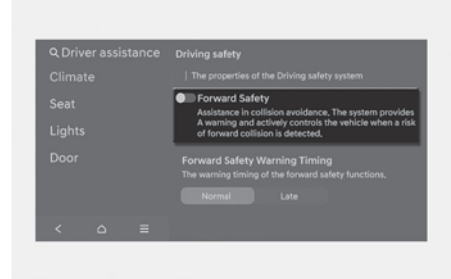 Driver assistance
Driving safety
The properties of the Driving safety system
Climate
Forward Safety
Assistance in collision avoidance, The system provides
A warning and actively controls the vehicle when a risk
of forward collision is detected,
Seat
Lights
Door
Forward Safety Warning Timing
The warning timing of the forward safety functions,
Normal Late